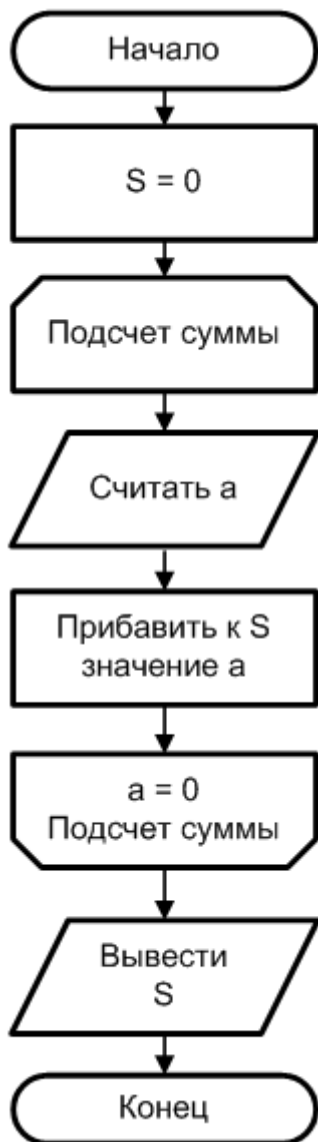 Начало
S = 0
Подсчет суммы
Считать a
Прибавить к S
значение a
a = 0
Подсчет суммы
Вывести
S
Конец